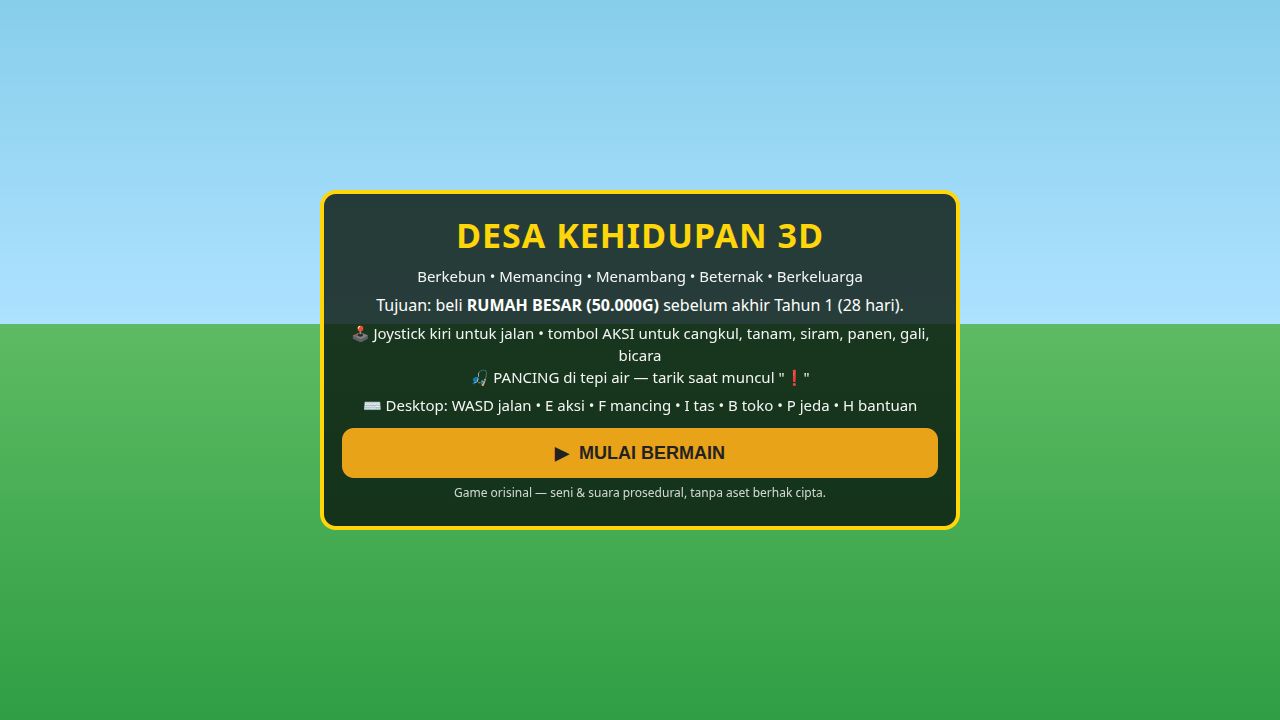 DESA KEHIDUPAN 3D
Berkebun • Memancing • Menambang • Beternak • Berkeluarga
Tujuan: beli RUMAH BESAR (50.000G) sebelum akhir Tahun 1 (28 hari).
🕹️ Joystick kiri untuk jalan • tombol AKSI untuk cangkul, tanam, siram, panen, gali,
bicara
🎣 PANCING di tepi air — tarik saat muncul "❗"
⌨️ Desktop: WASD jalan • E aksi • F mancing • I tas • B toko • P jeda • H bantuan
▶ MULAI BERMAIN
Game orisinal — seni & suara prosedural, tanpa aset berhak cipta.